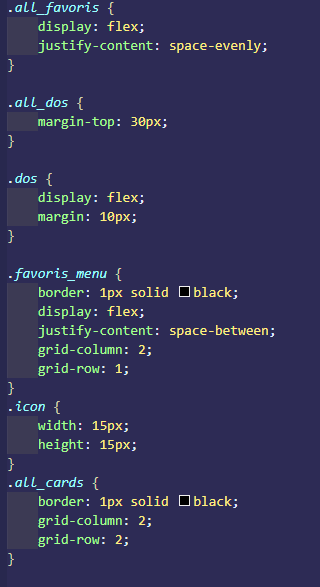 .all_favoris {
    display: flex;
    justify-content: space-evenly;
}

.all_dos {
    margin-top: 30px;
}

.dos {
    display: flex;
    margin: 10px;
}

.favoris_menu {
    border: 1px solid black;
    display: flex;
    justify-content: space-between;
    grid-column: 2;
    grid-row: 1;
}
.icon {
    width: 15px;
    height: 15px;
}
.all_cards {
    border: 1px solid black;
    grid-column: 2;
    grid-row: 2;
}